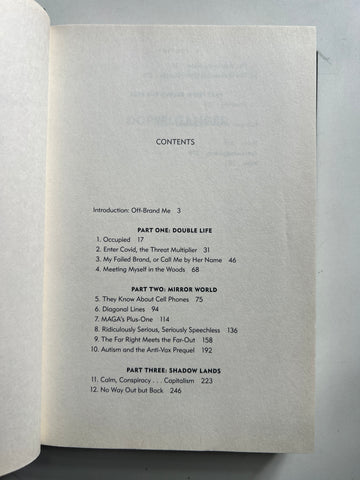 CONTENTS
Introduction: Off-Brand Me 3
PART ONE: DOUBLE LIFE
1. Occupied 17
2. Enter Covid, the Threat Multiplier 31
3. My Failed Brand, or Call Me by Her Name 46
4. Meeting Myself in the Woods 68
PART TWO: MIRROR WORLD
5. They Know About Cell Phones 75
6. Diagonal Lines 94
7. MAGA's Plus-One 114
8. Ridiculously Serious, Seriously Speechless 136
9. The Far Right Meets the Far-Out 158
10. Autism and the Anti-Vax Prequel 192
PART THREE: SHADOW LANDS
11. Calm, Conspiracy . . . Capitalism 223
12. No Way Out but Back 246